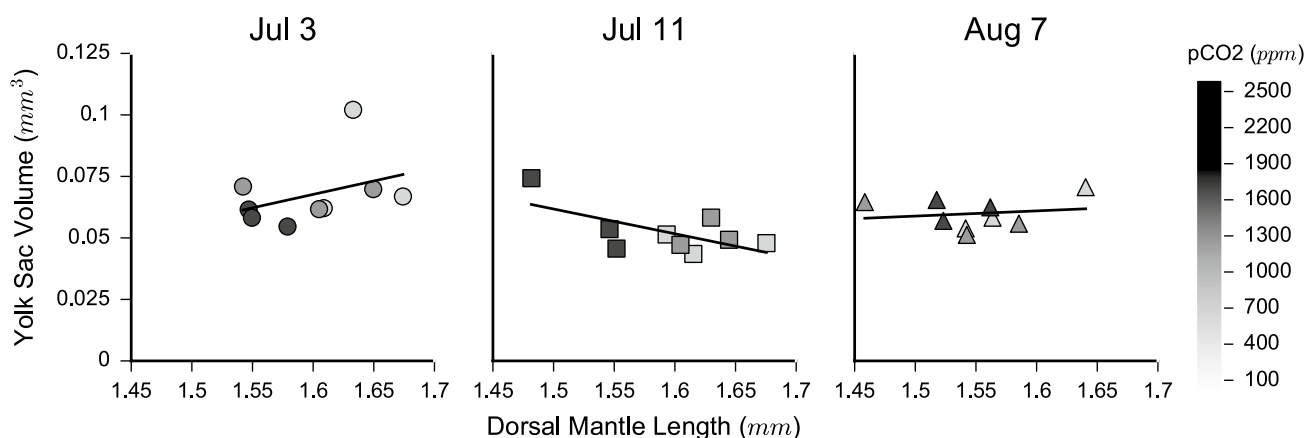 Jul 3
Jul 11
Aug 7
Yolk Sac Volume (mm³)
0.125
0.1
0.075
0.05
0.025
0
1.45 1.5 1.55 1.6 1.65 1.7
1.45 1.5 1.55 1.6 1.65 1.7
1.45 1.5 1.55 1.6 1.65 1.7
Dorsal Mantle Length (mm)
pCO2 (ppm)
2500
2200
1900
1600
1300
1000
700
400
100